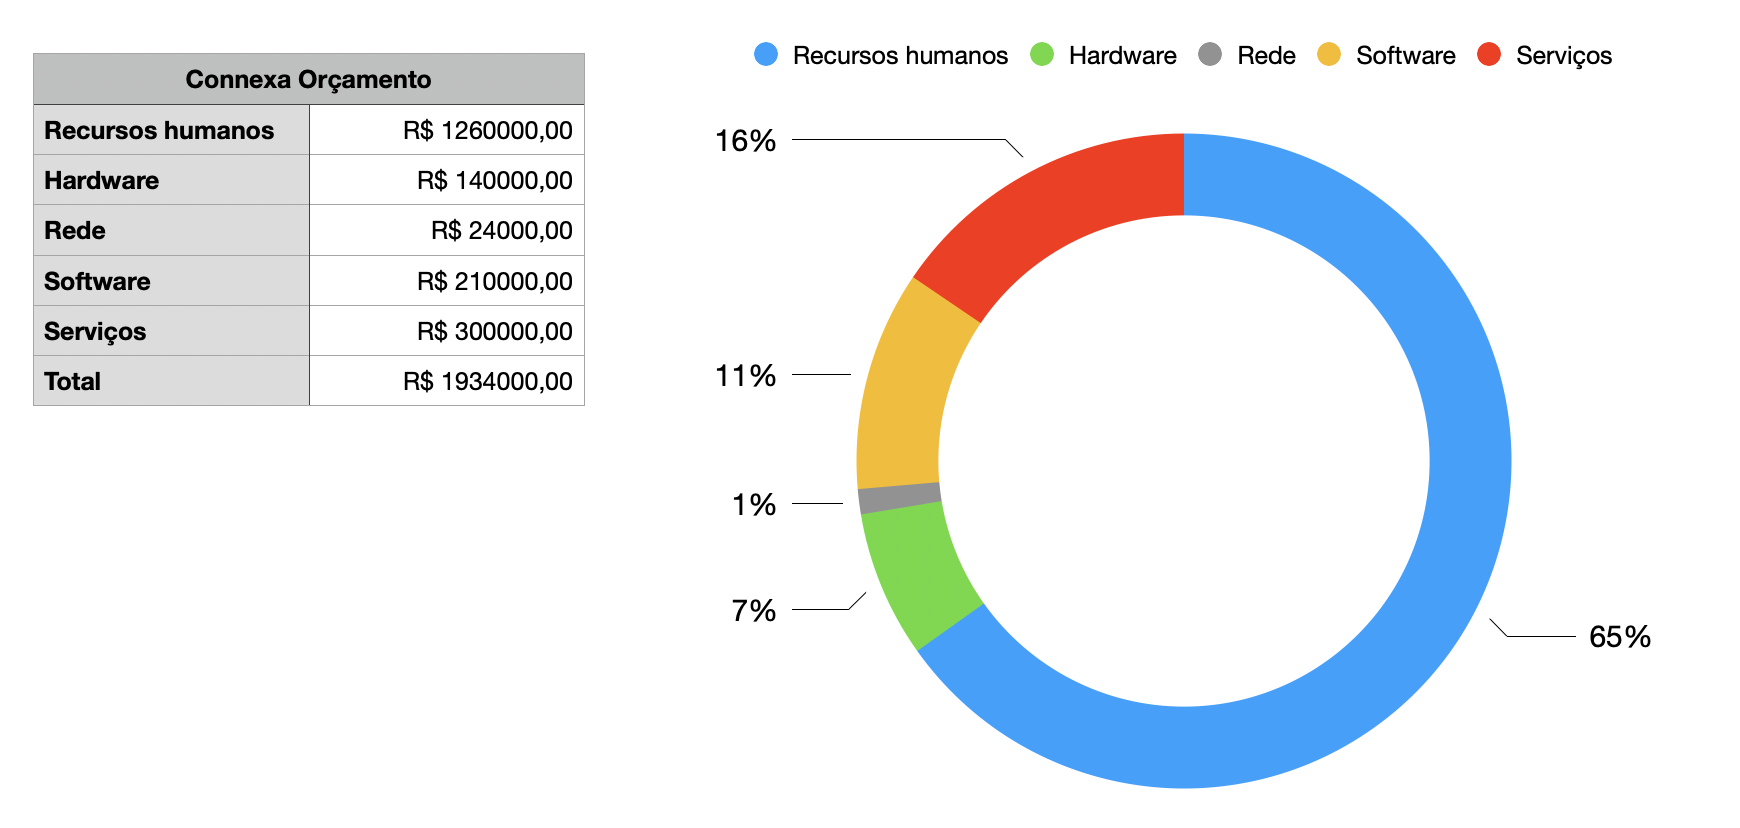 Connexa Orçamento
Recursos humanos R$ 1260000,00
Hardware R$ 140000,00
Rede R$ 24000,00
Software R$ 210000,00
Serviços R$ 300000,00
Total R$ 1934000,00
Recursos humanos Hardware Rede Software Serviços
16%
11%
1%
7%
65%